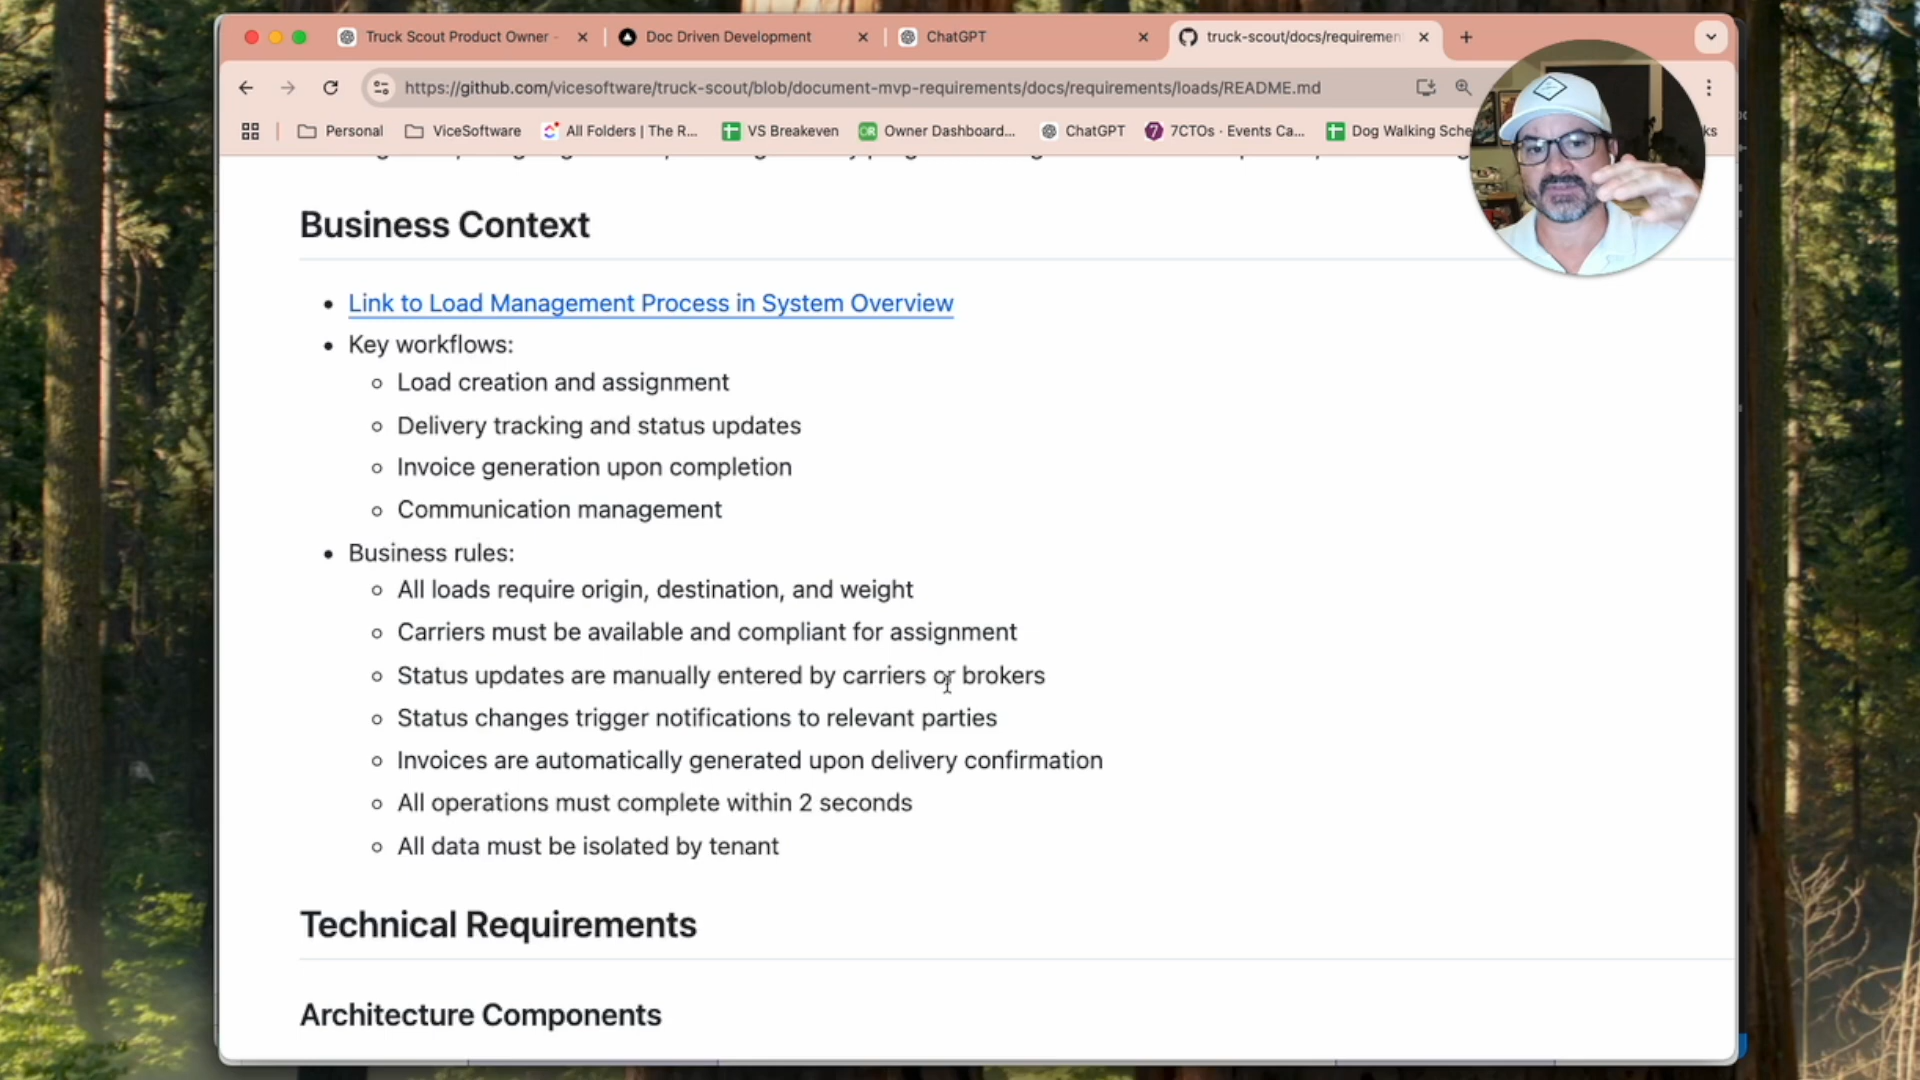 Truck Scout Product Owner -
Doc Driven Development
ChatGPT
truck-scout/docs/requiremen
https://github.com/vicesoftware/truck-scout/blob/document-mvp-requirements/docs/requirements/loads/README.md
Personal
ViceSoftware
All Folders | The R...
VS Breakeven
OR
Owner Dashboard...
ChatGPT
7
7CTOs · Events Ca...
Dog Walking Sche
ks
Business Context
Link to Load Management Process in System Overview
Key workflows:
Load creation and assignment
Delivery tracking and status updates
Invoice generation upon completion
Communication management
Business rules:
All loads require origin, destination, and weight
Carriers must be available and compliant for assignment
Status updates are manually entered by carriers or brokers
Status changes trigger notifications to relevant parties
Invoices are automatically generated upon delivery confirmation
All operations must complete within 2 seconds
All data must be isolated by tenant
Technical Requirements
Architecture Components